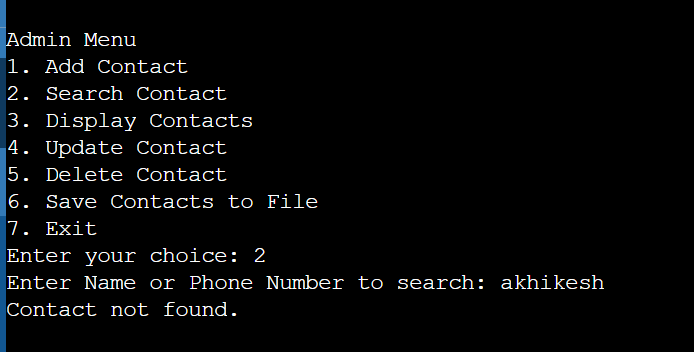 Admin Menu
1. Add Contact
2. Search Contact
3. Display Contacts
4. Update Contact
5. Delete Contact
6. Save Contacts to File
7. Exit
Enter your choice: 2
Enter Name or Phone Number to search: akhikesh
Contact not found.